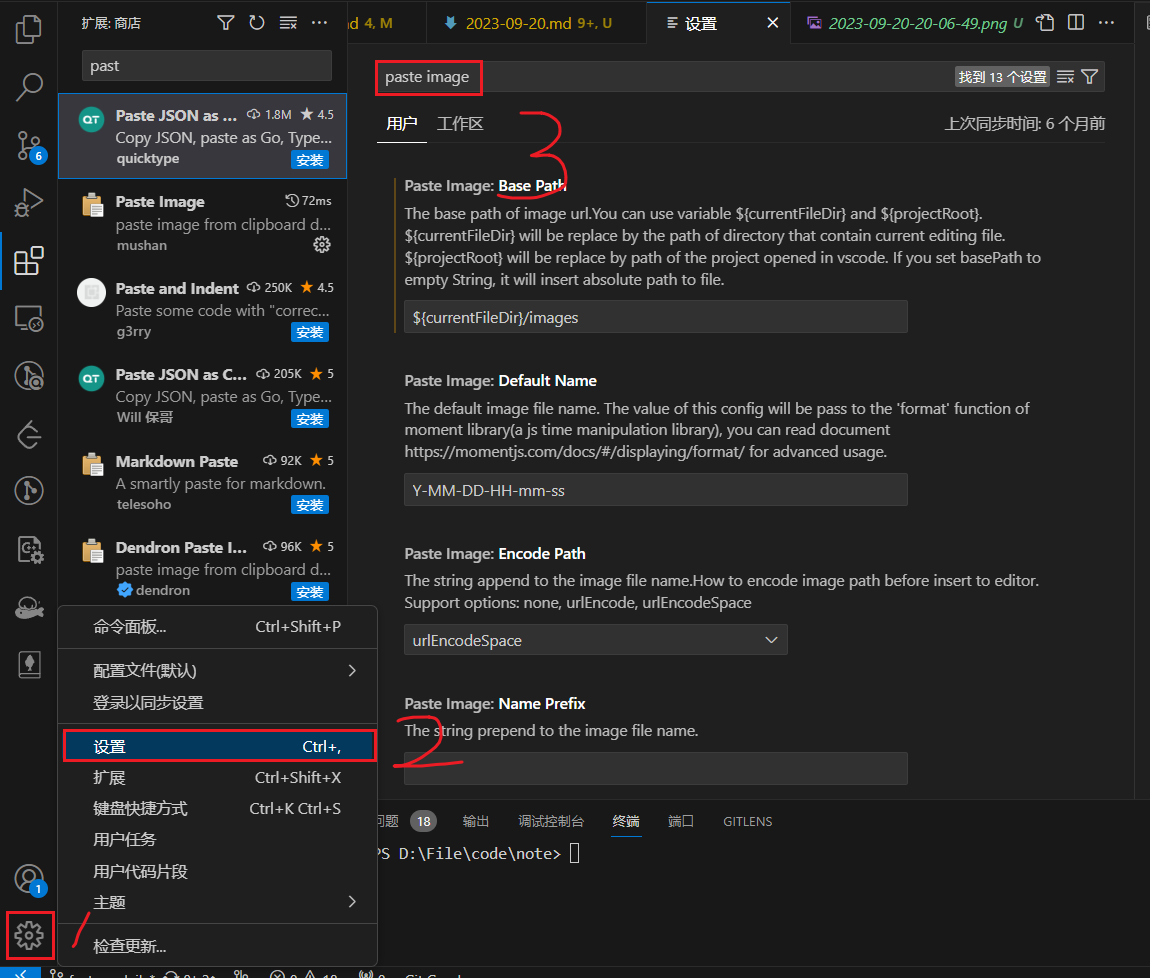 扩展: 商店
past
Paste JSON as ... 1.8M 4.5
Copy JSON, paste as Go, Type...
quicktype 安装
Paste Image 72ms
paste image from clipboard d...
mushan
Paste and Indent 250K 4.5
Paste some code with "correc...
g3rry 安装
Paste JSON as C... 205K 5
Copy JSON, paste as Go, Type...
Will 保哥 安装
Markdown Paste 92K 5
A smartly paste for markdown.
telesoho 安装
Dendron Paste I... 96K 5
paste image from clipboard d...
dendron 安装
6
QT
QT
命令面板... Ctrl+Shift+P
配置文件(默认)
登录以同步设置
设置 Ctrl+,
扩展 Ctrl+Shift+X
键盘快捷方式 Ctrl+K Ctrl+S
用户任务
用户代码片段
主题
检查更新...
1
4, M 2023-09-20.md 9+, U 设置 2023-09-20-20-06-49.png U
paste image 找到 13 个设置
用户 工作区 上次同步时间: 6 个月前
3
Paste Image: Base Path
The base path of image url.You can use variable ${currentFileDir} and ${projectRoot}.
${currentFileDir} will be replace by the path of directory that contain current editing file.
${projectRoot} will be replace by path of the project opened in vscode. If you set basePath to
empty String, it will insert absolute path to file.
${currentFileDir}/images
Paste Image: Default Name
The default image file name. The value of this config will be pass to the 'format' function of
moment library(a js time manipulation library), you can read document
https://momentjs.com/docs/#/displaying/format/ for advanced usage.
Y-MM-DD-HH-mm-ss
Paste Image: Encode Path
The string append to the image file name.How to encode image path before insert to editor.
Support options: none, urlEncode, urlEncodeSpace
urlEncodeSpace
Paste Image: Name Prefix
The string prepend to the image file name.
2
问题 18 输出 调试控制台 终端 端口 GITLENS
PS D:\File\code\note>